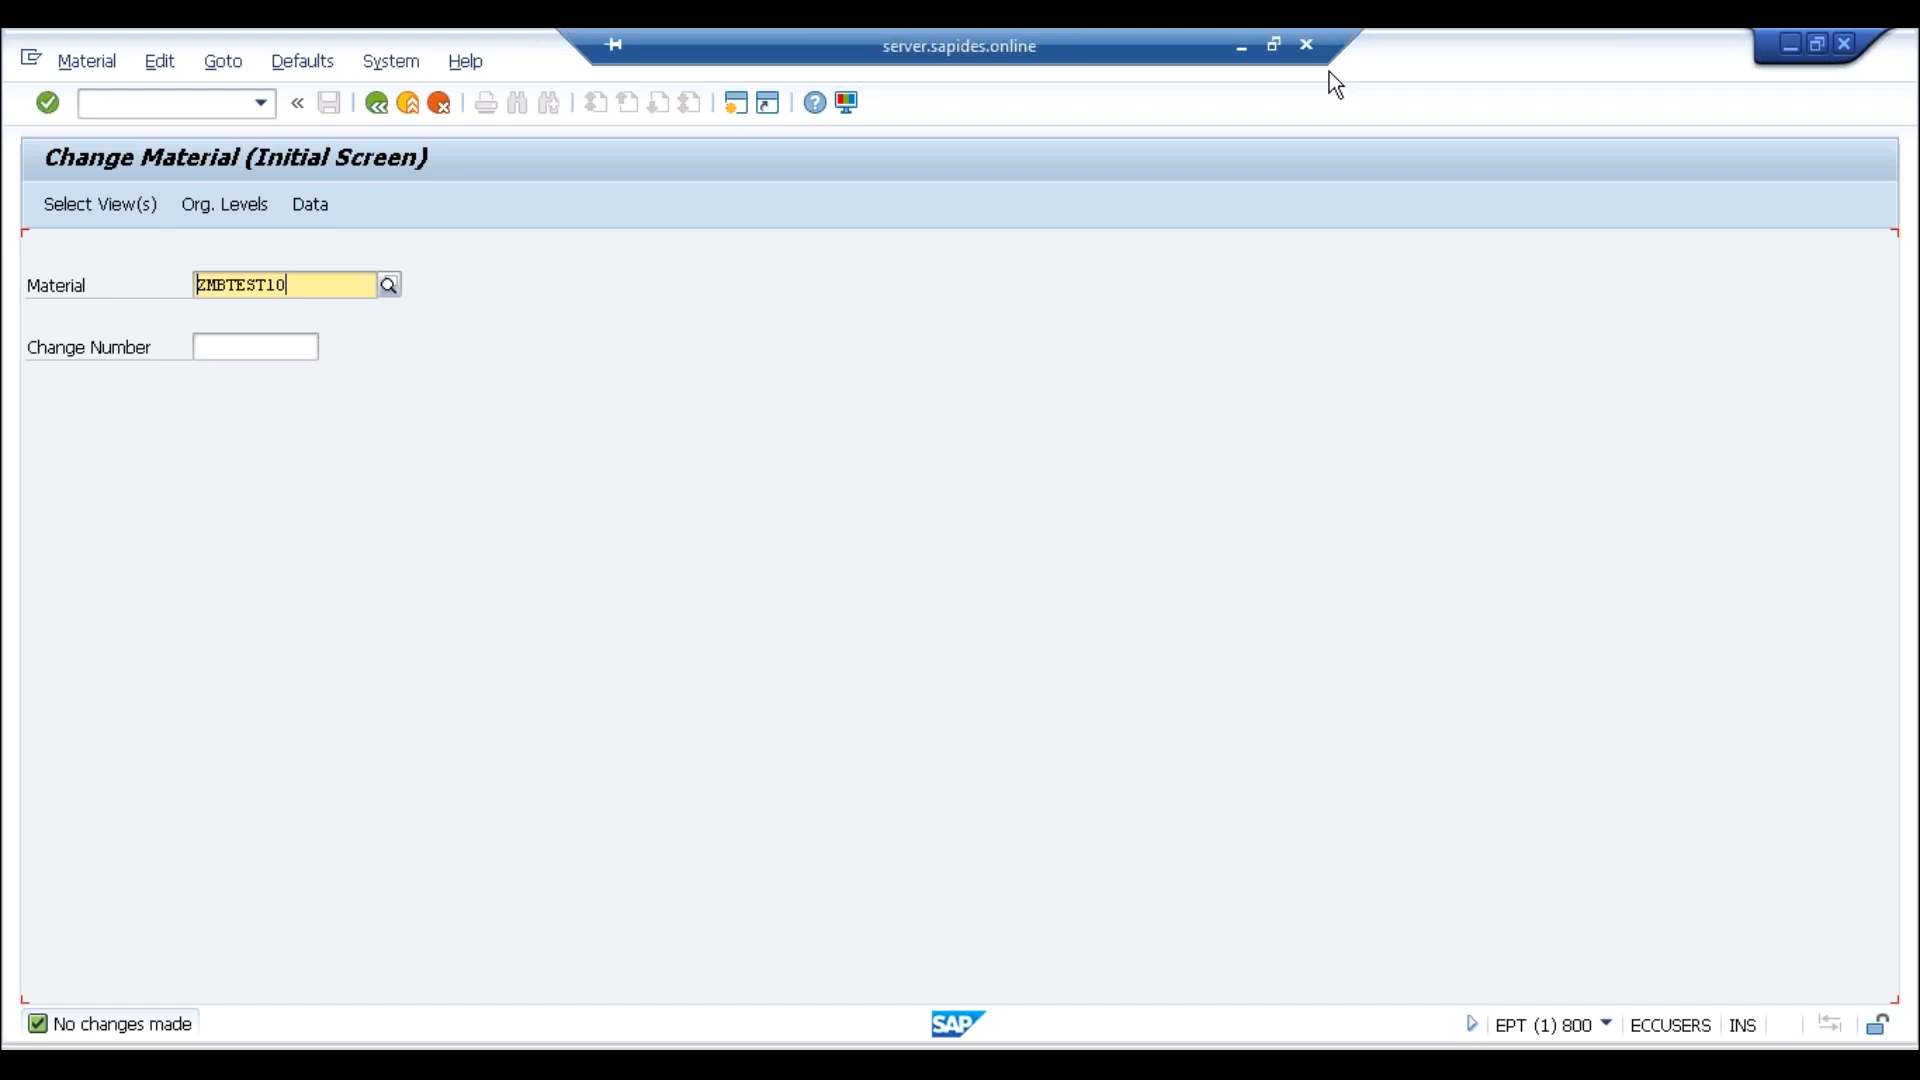 server.sapides.online
Material Edit Goto Defaults System Help
Change Material (Initial Screen)
Select View(s) Org. Levels Data
Material ZMBTEST10
Change Number
No changes made SAP EPT (1) 800 ECCUSERS INS